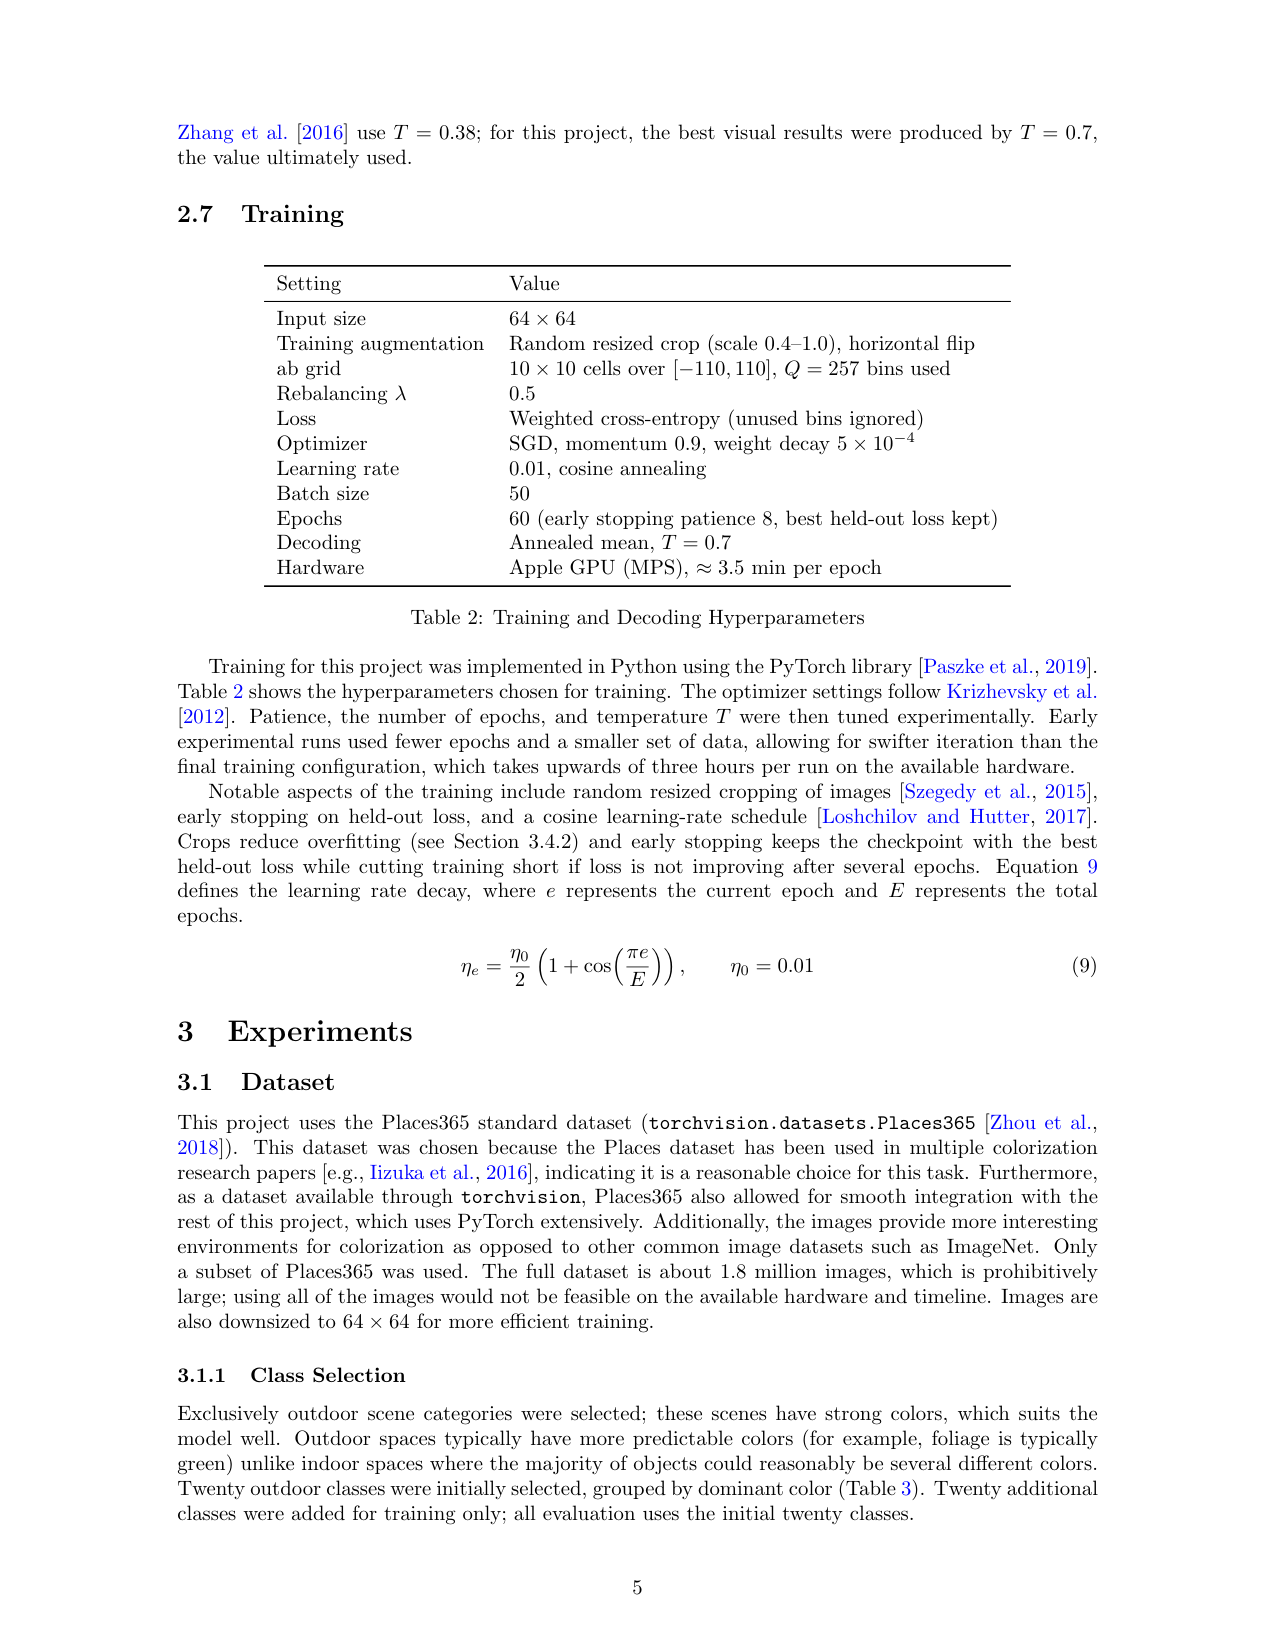 Zhang et al. [2016] use T = 0.38; for this project, the best visual results were produced by T = 0.7,
the value ultimately used.
2.7 Training
Setting Value
Input size 64 × 64
Training augmentation Random resized crop (scale 0.4–1.0), horizontal flip
ab grid 10 × 10 cells over [−110, 110], Q = 257 bins used
Rebalancing λ 0.5
Loss Weighted cross-entropy (unused bins ignored)
Optimizer SGD, momentum 0.9, weight decay 5 × 10⁻⁴
Learning rate 0.01, cosine annealing
Batch size 50
Epochs 60 (early stopping patience 8, best held-out loss kept)
Decoding Annealed mean, T = 0.7
Hardware Apple GPU (MPS), ≈ 3.5 min per epoch
Table 2: Training and Decoding Hyperparameters
Training for this project was implemented in Python using the PyTorch library [Paszke et al., 2019].
Table 2 shows the hyperparameters chosen for training. The optimizer settings follow Krizhevsky et al.
[2012]. Patience, the number of epochs, and temperature T were then tuned experimentally. Early
experimental runs used fewer epochs and a smaller set of data, allowing for swifter iteration than the
final training configuration, which takes upwards of three hours per run on the available hardware.
Notable aspects of the training include random resized cropping of images [Szegedy et al., 2015],
early stopping on held-out loss, and a cosine learning-rate schedule [Loshchilov and Hutter, 2017].
Crops reduce overfitting (see Section 3.4.2) and early stopping keeps the checkpoint with the best
held-out loss while cutting training short if loss is not improving after several epochs. Equation 9
defines the learning rate decay, where e represents the current epoch and E represents the total
epochs.
ηₑ = η₀/2 (1 + cos(πe/E)), η₀ = 0.01 (9)
3 Experiments
3.1 Dataset
This project uses the Places365 standard dataset (torchvision.datasets.Places365 [Zhou et al.,
2018]). This dataset was chosen because the Places dataset has been used in multiple colorization
research papers [e.g., Iizuka et al., 2016], indicating it is a reasonable choice for this task. Furthermore,
as a dataset available through torchvision, Places365 also allowed for smooth integration with the
rest of this project, which uses PyTorch extensively. Additionally, the images provide more interesting
environments for colorization as opposed to other common image datasets such as ImageNet. Only
a subset of Places365 was used. The full dataset is about 1.8 million images, which is prohibitively
large; using all of the images would not be feasible on the available hardware and timeline. Images are
also downsized to 64 × 64 for more efficient training.
3.1.1 Class Selection
Exclusively outdoor scene categories were selected; these scenes have strong colors, which suits the
model well. Outdoor spaces typically have more predictable colors (for example, foliage is typically
green) unlike indoor spaces where the majority of objects could reasonably be several different colors.
Twenty outdoor classes were initially selected, grouped by dominant color (Table 3). Twenty additional
classes were added for training only; all evaluation uses the initial twenty classes.
5